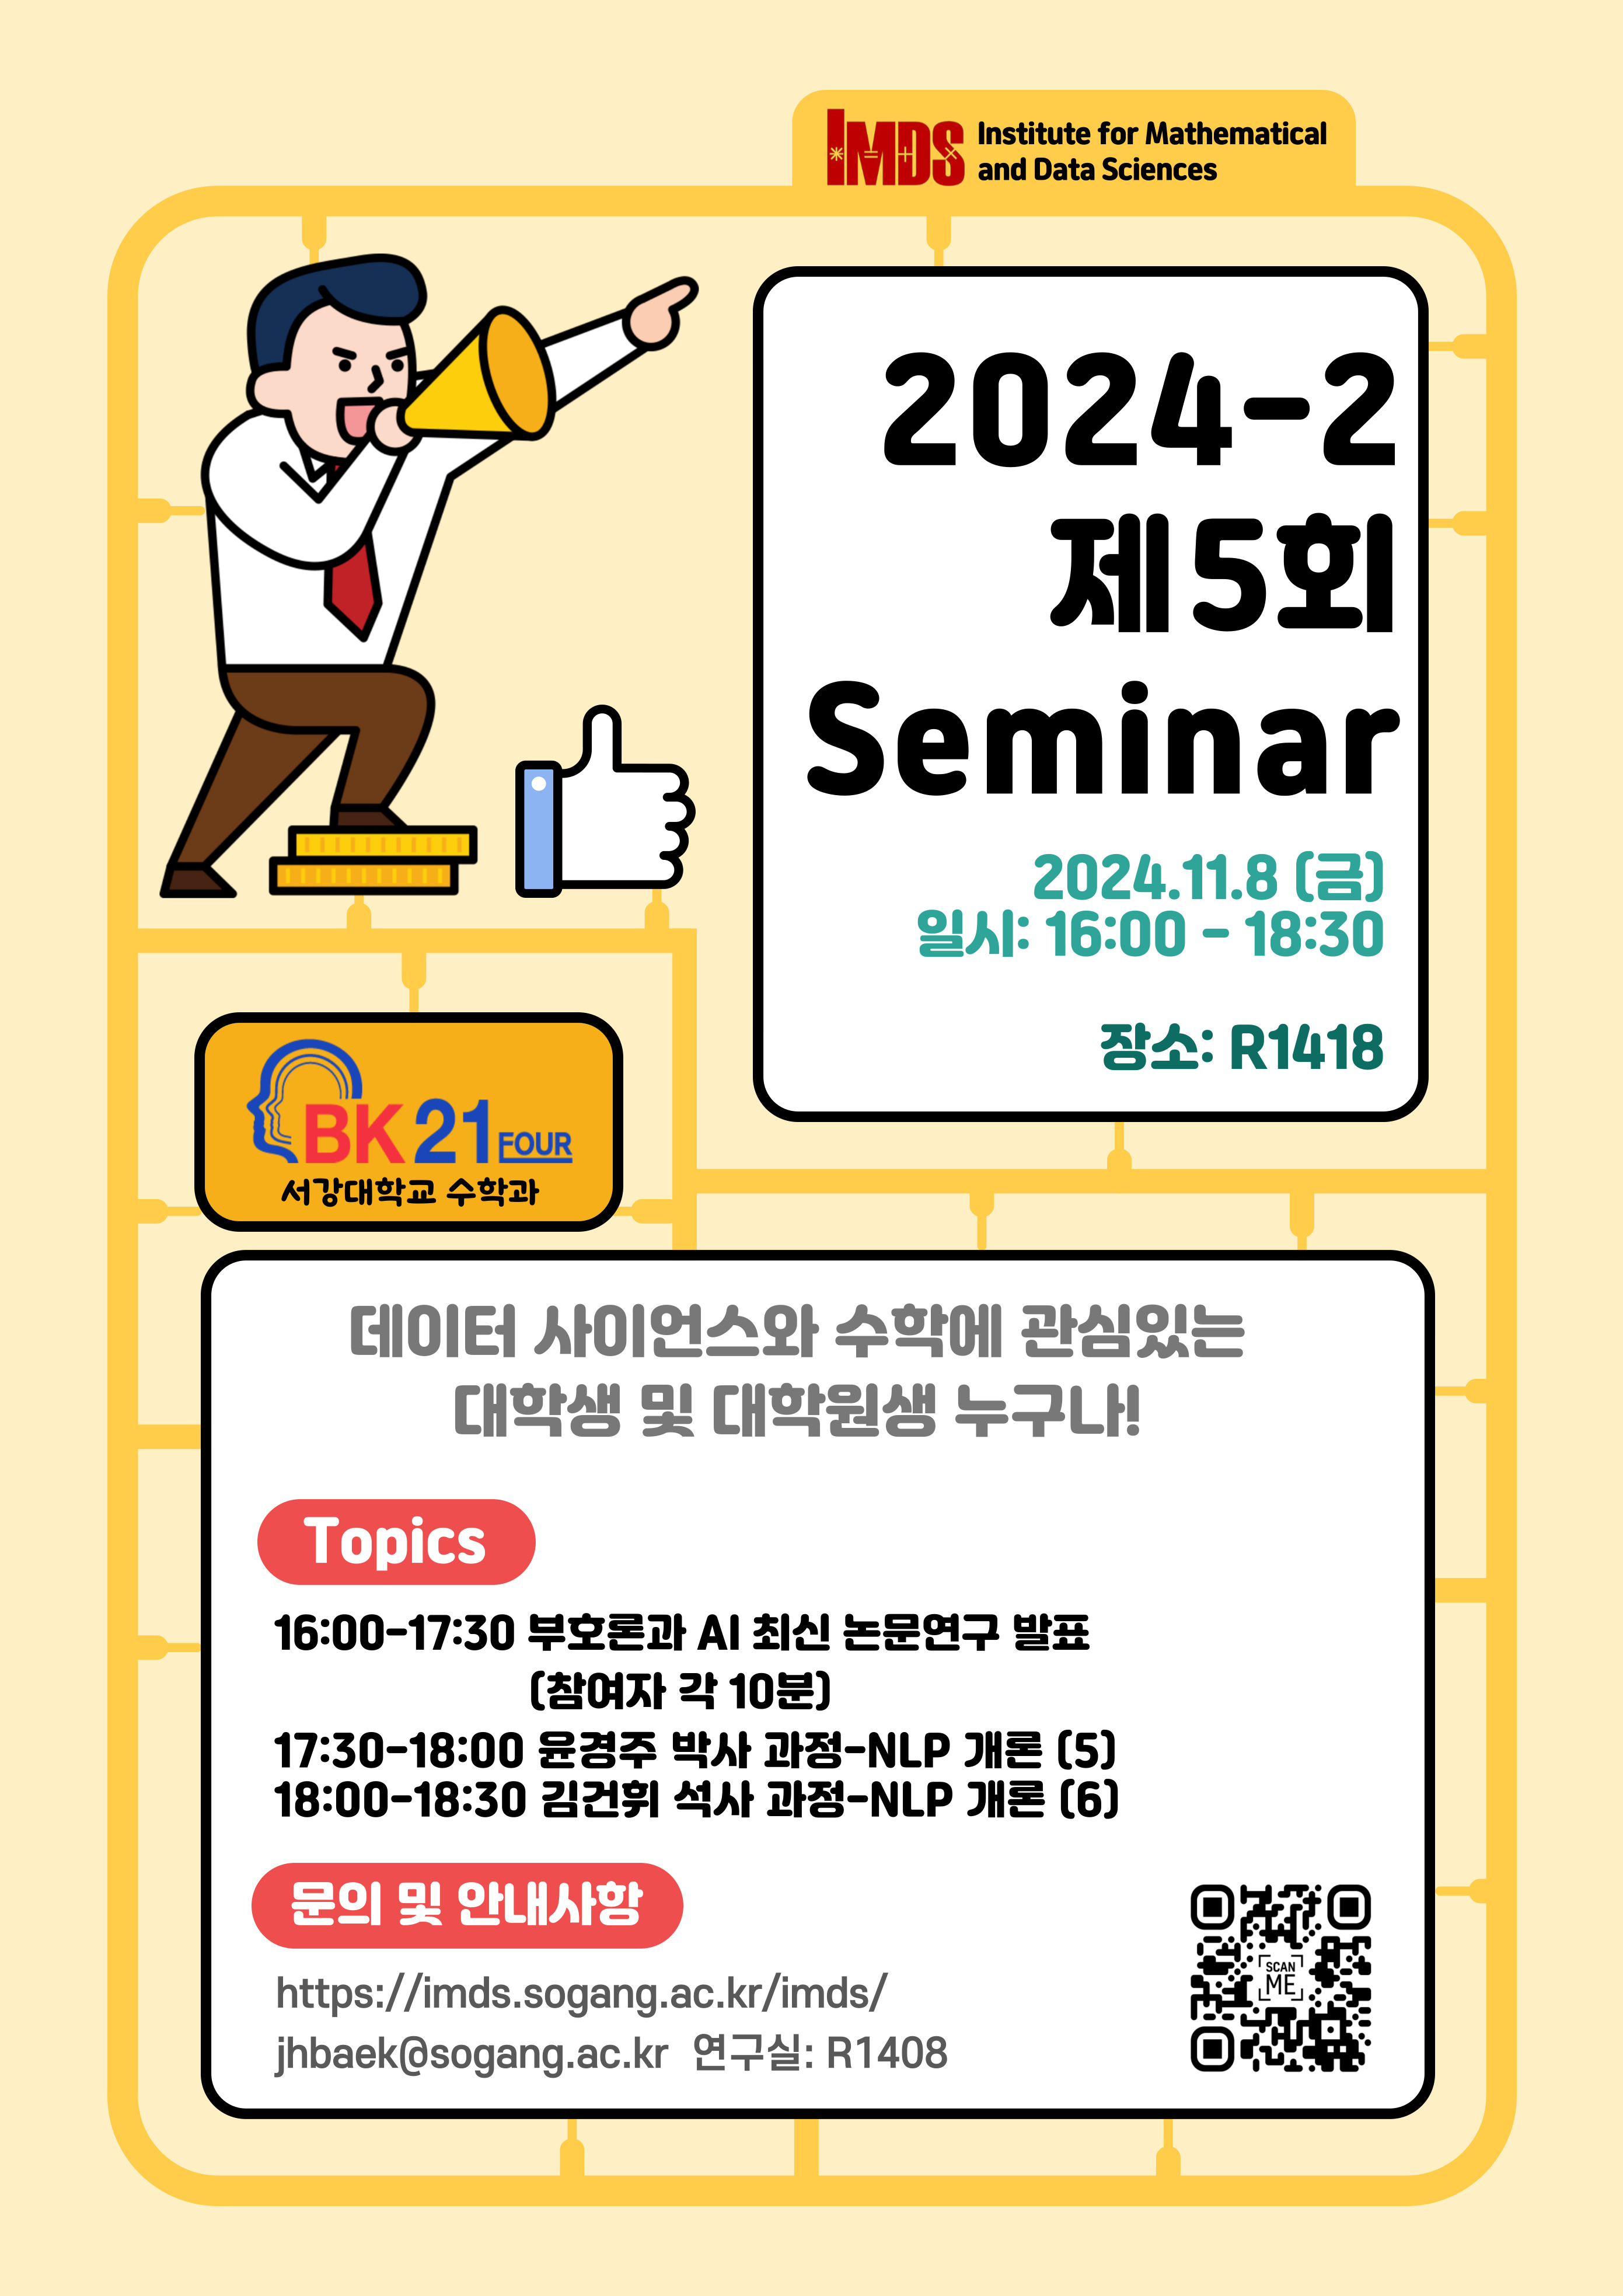 IMDS
Institute for Mathematical
and Data Sciences
2024-2
제5회
Seminar
2024.11.8 (금)
일시: 16:00 - 18:30
장소: R1418
BK 21 FOUR
서강대학교 수학과
데이터 사이언스와 수학에 관심있는
대학생 및 대학원생 누구나!
Topics
16:00-17:30 부호론과 AI 최신 논문연구 발표
(참여자 각 10분)
17:30-18:00 윤경주 박사 과정-NLP 개론 (5)
18:00-18:30 김건휘 석사 과정-NLP 개론 (6)
문의 및 안내사항
https://imds.sogang.ac.kr/imds/
jhbaek@sogang.ac.kr 연구실: R1408
SCAN
ME